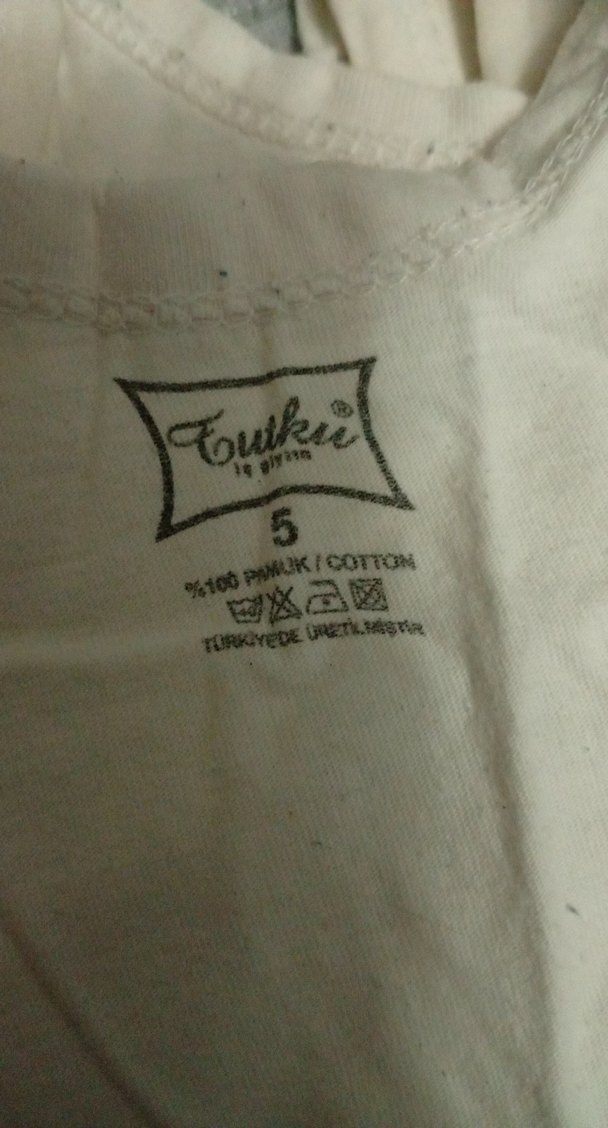 Tutku®
iç giyim
5
%100 PAMUK / COTTON
TÜRKİYEDE ÜRETİLMİŞTİR